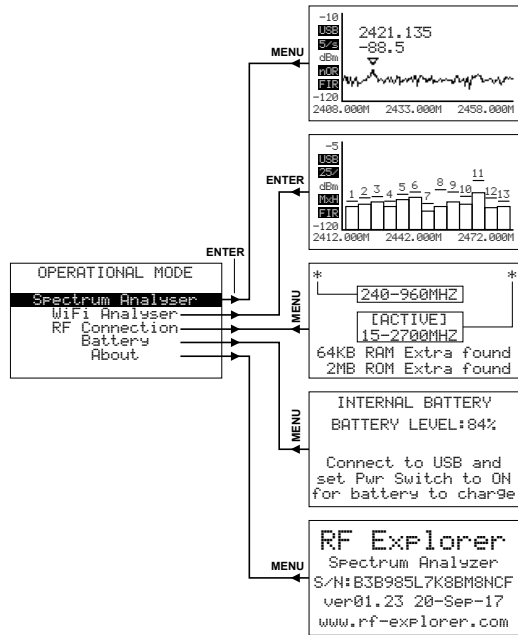 -10
USB
5/s
dBm
nOR
FIR
-120
2421.135
-88.5
2408.000M 2433.000M 2458.000M
MENU
-5
USB
25/
dBm
MxH
FIR
-120
1 2 3 4 5 6 7 8 9 10 11 12 13
2412.000M 2442.000M 2472.000M
ENTER
ENTER
OPERATIONAL MODE
Spectrum Analyser
WiFi Analyser
RF Connection
Battery
About
MENU
* *
240-960MHZ
[ACTIVE]
15-2700MHZ
64KB RAM Extra found
2MB ROM Extra found
MENU
INTERNAL BATTERY
BATTERY LEVEL:84%
Connect to USB and
set Pwr Switch to ON
for battery to charge
MENU
RF Explorer
Spectrum Analyzer
S/N:B3B985L7K8BM8NCF
ver01.23 20-Sep-17
www.rf-explorer.com